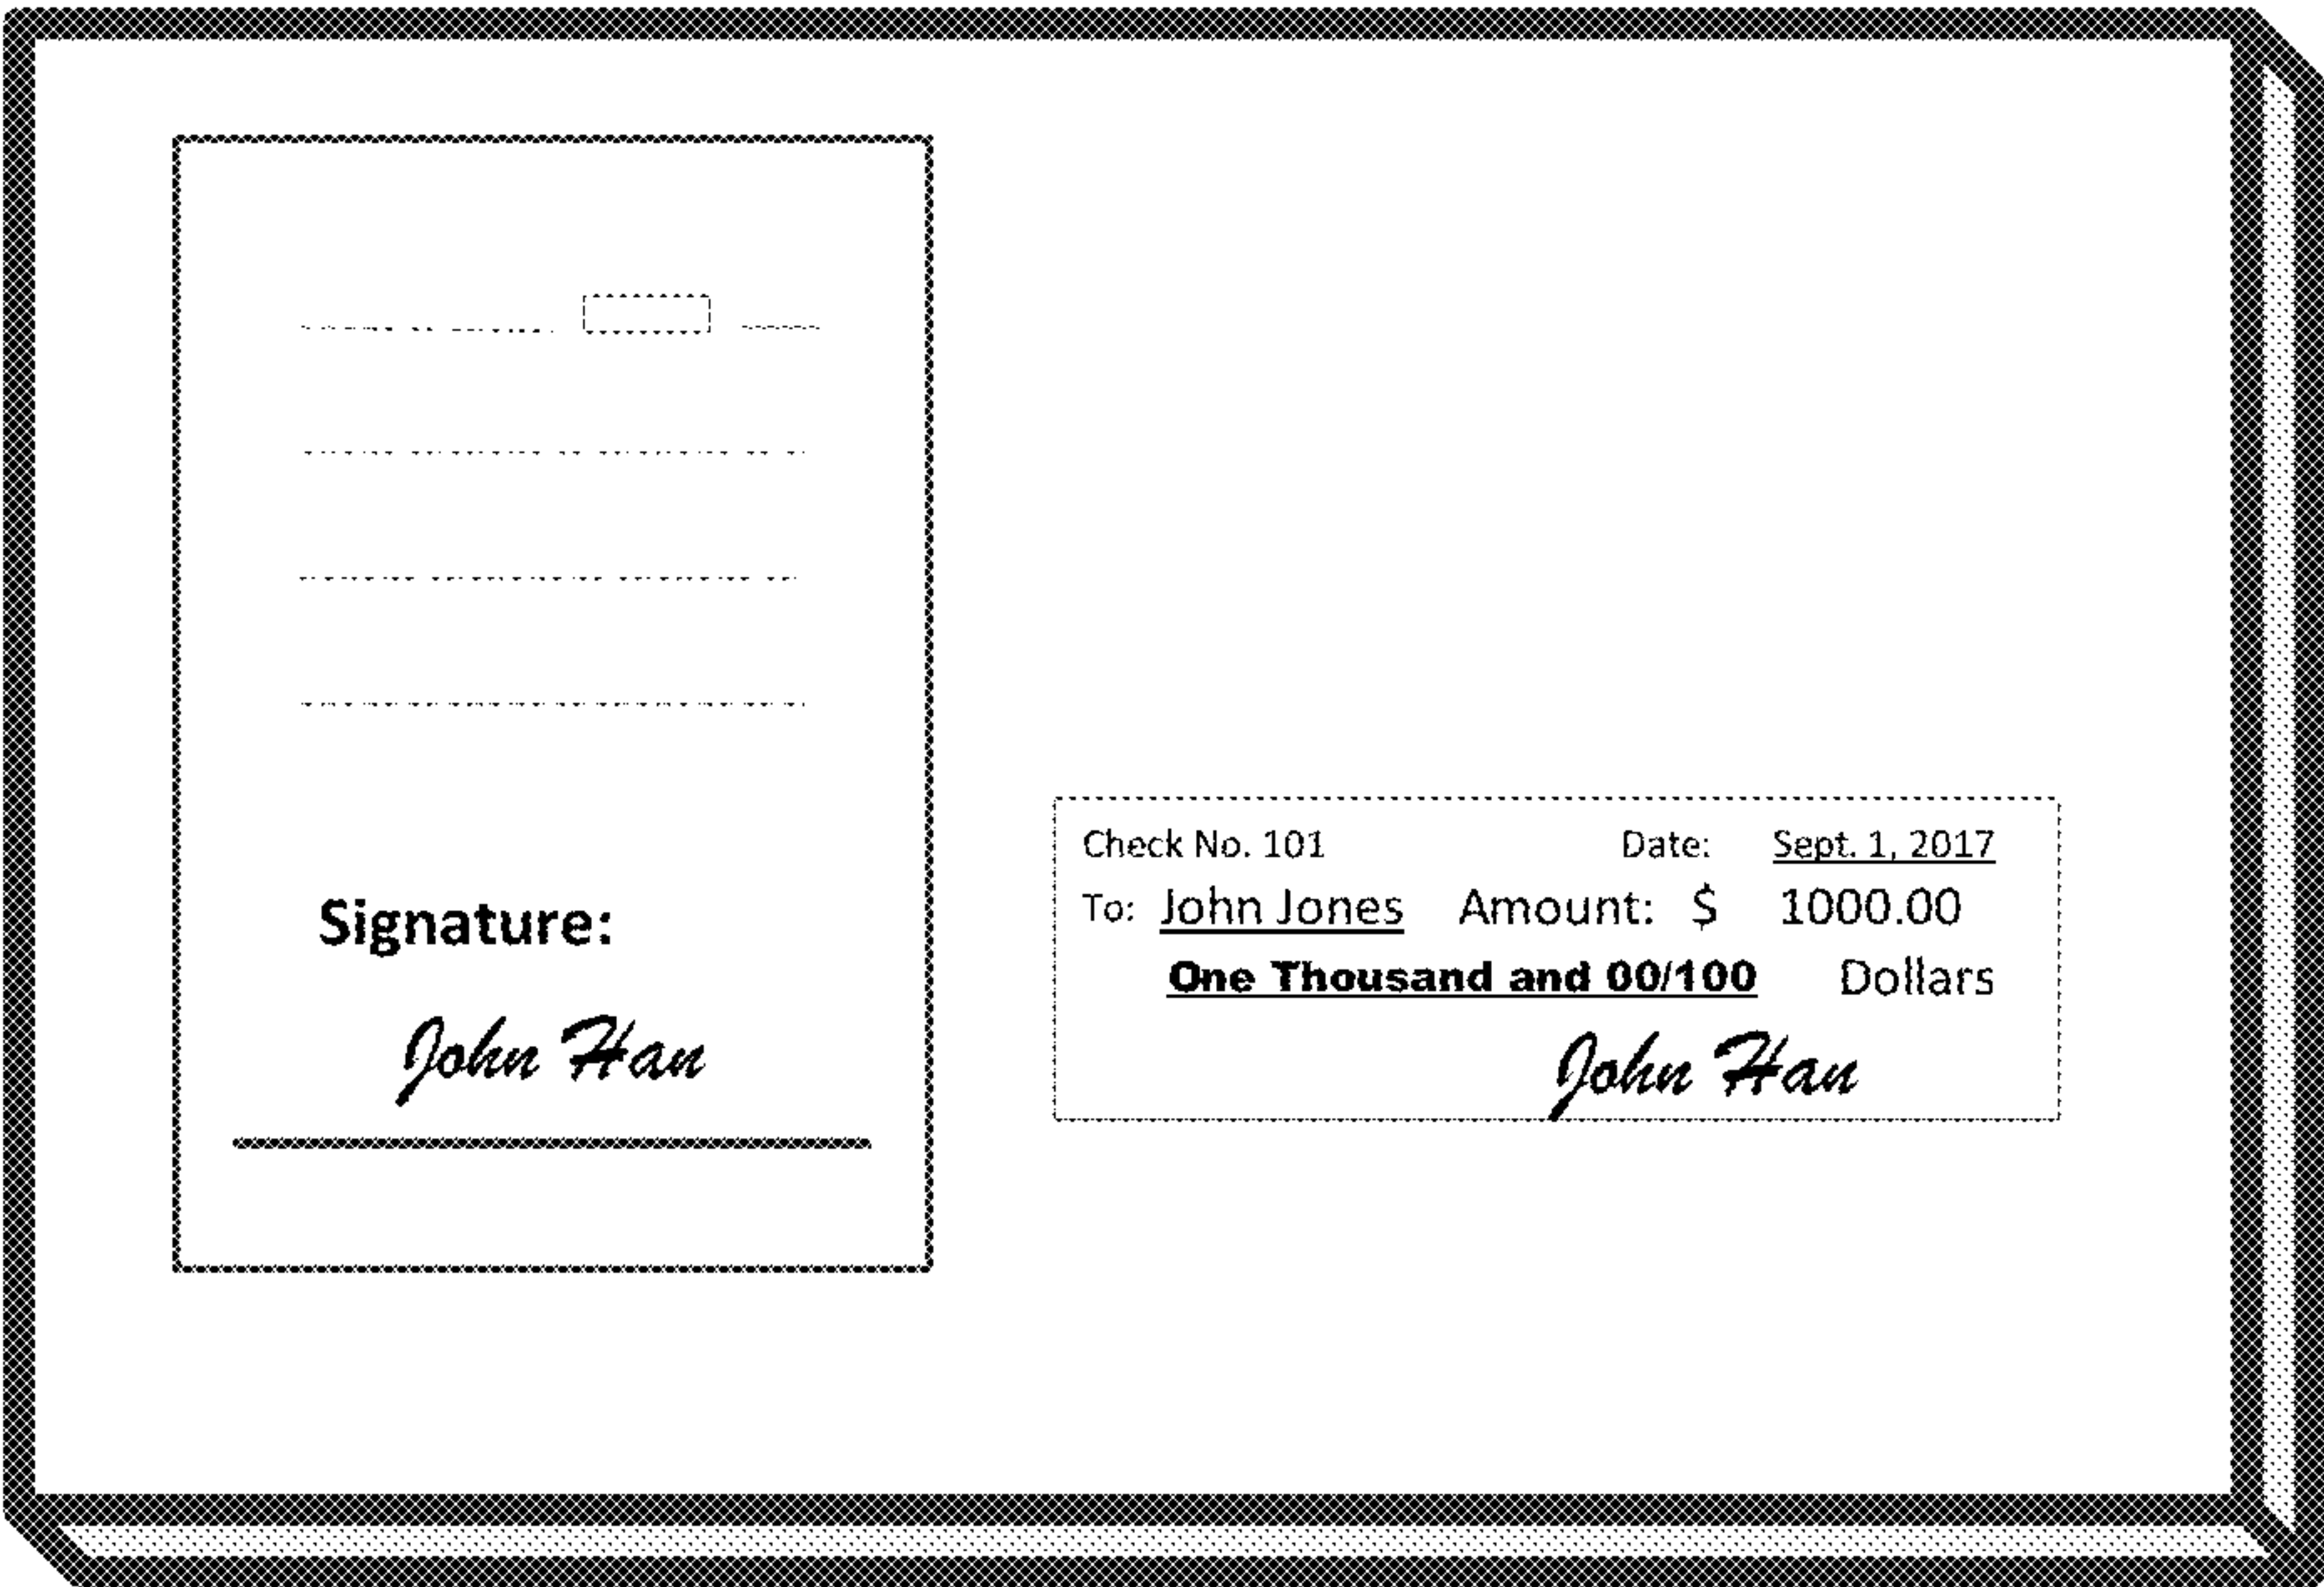 Signature:
John Han
Check No. 101 Date: Sept. 1, 2017
To: John Jones Amount: $ 1000.00
One Thousand and 00/100 Dollars
John Han